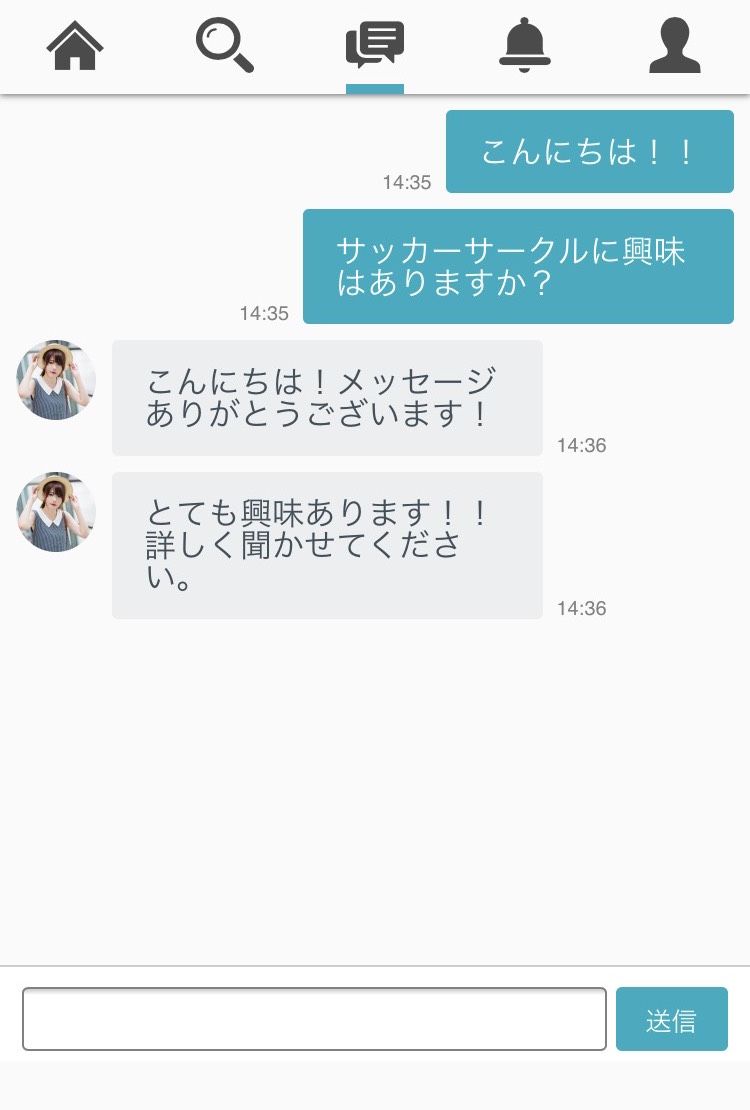 こんにちは！！
14:35
サッカーサークルに興味
はありますか？
14:35
こんにちは！メッセージ
ありがとうございます！
14:36
とても興味あります！！
詳しく聞かせてくださ
い。
14:36
送信